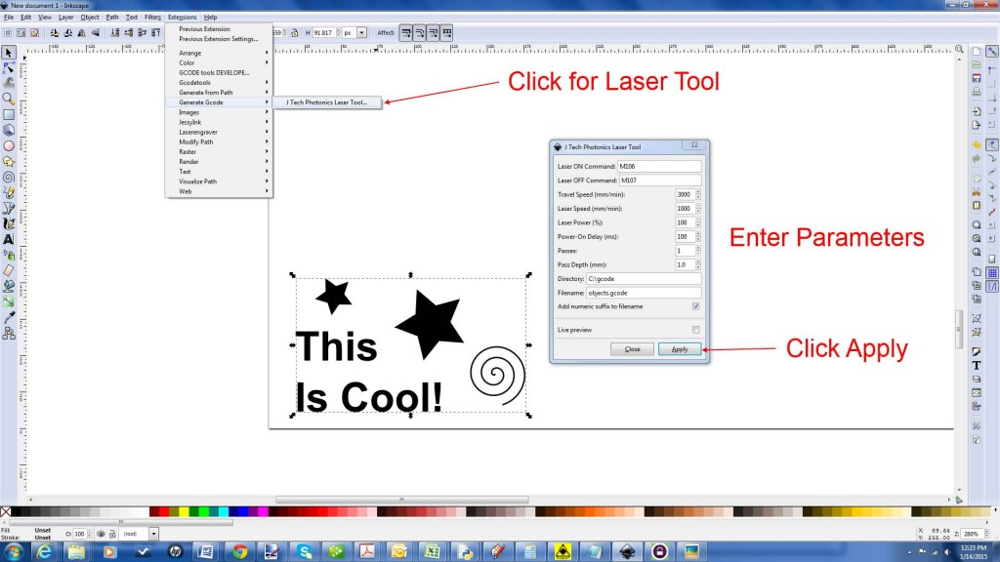 New document 1 - Inkscape
File Edit View Layer Object Path Text Filters Extensions Help
H 91.817 px Affect:
Previous Extension
Previous Extension Settings...
Arrange
Color
GCODE tools DEVELOPE...
Gcodetools
Generate from Path
Generate Gcode
J Tech Photonics Laser Tool...
Images
JessyInk
Laserengraver
Modify Path
Raster
Render
Text
Visualize Path
Web
Click for Laser Tool
J Tech Photonics Laser Tool
Laser ON Command: M106
Laser OFF Command: M107
Travel Speed (mm/min): 3000
Laser Speed (mm/min): 1000
Laser Power (%): 100
Power-On Delay (ms): 100
Passes: 1
Pass Depth (mm): 1.0
Directory: C:\gcode
Filename: objects.gcode
Add numeric suffix to filename
Live preview
Close Apply
Enter Parameters
Click Apply
This
Is Cool!
Fill: Unset
Stroke: Unset
O: 100
(root)
X: 89.64
Y: 255.00
Z: 280%
12:23 PM
1/14/2015